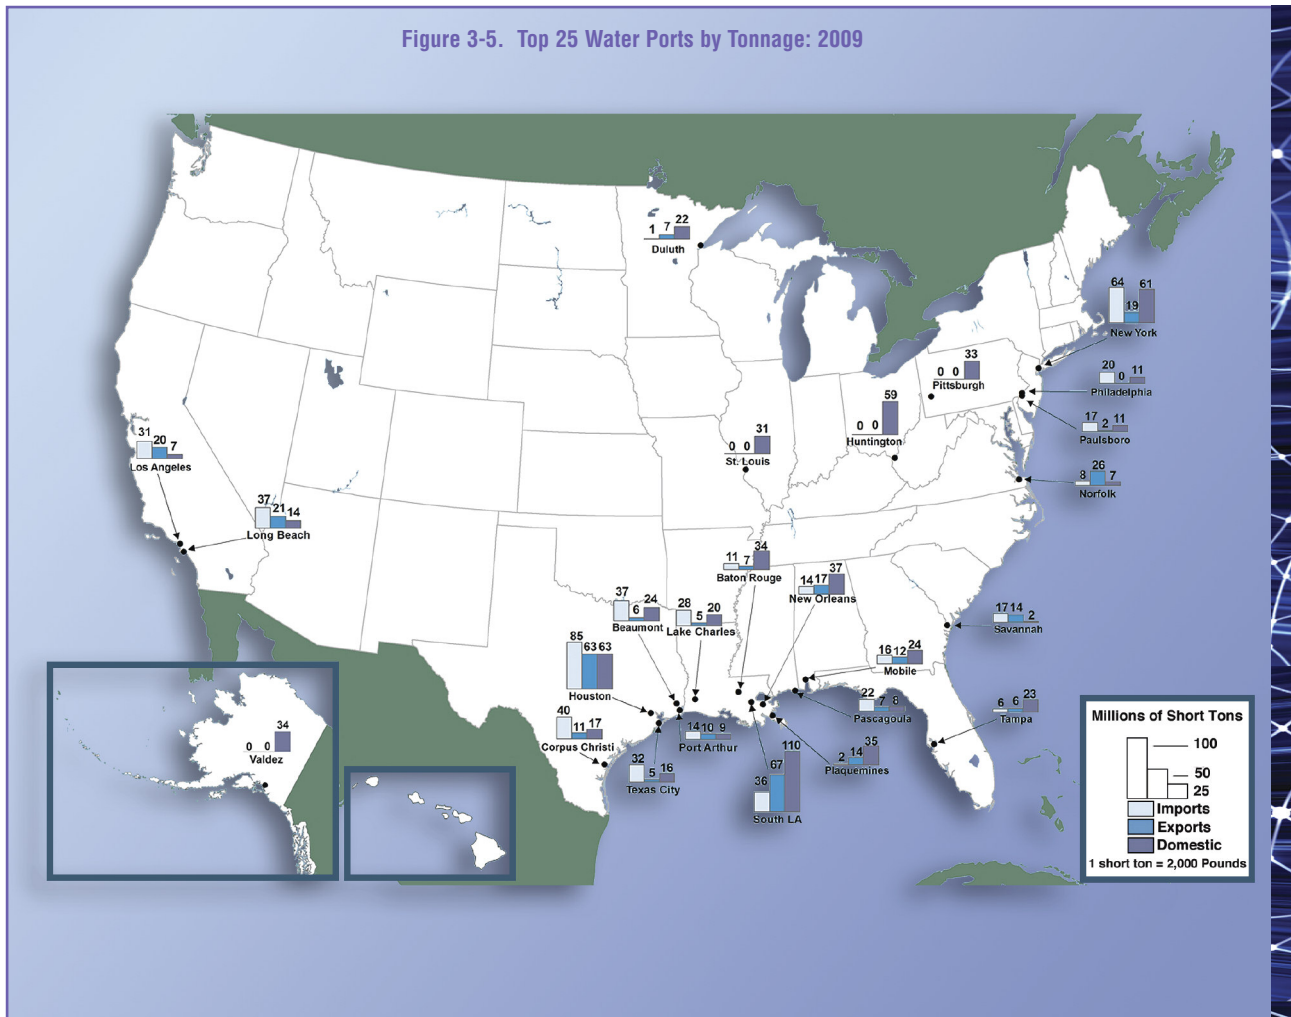 Figure 3-5. Top 25 Water Ports by Tonnage: 2009
1 7 22
Duluth
64 19 61
New York
0 0 33
Pittsburgh
20 0 11
Philadelphia
0 0 59
Huntington
17 2 11
Paulsboro
31 20 7
Los Angeles
0 0 31
St. Louis
8 26 7
Norfolk
37 21 14
Long Beach
11 7 34
Baton Rouge
14 17 37
New Orleans
37 6 24
Beaumont
28 5 20
Lake Charles
17 14 2
Savannah
85 63 63
Houston
16 12 24
Mobile
22 7 8
Pascagoula
6 6 23
Tampa
40 11 17
Corpus Christi
14 10 9
Port Arthur
0 0 34
Valdez
2 14 35
Plaquemines
32 5 16
Texas City
36 67 110
South LA
Millions of Short Tons
100
50
25
Imports
Exports
Domestic
1 short ton = 2,000 Pounds